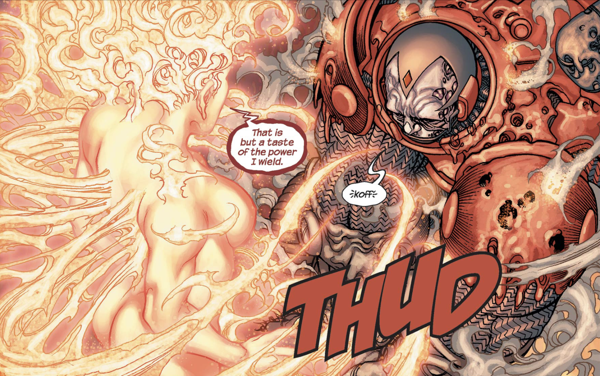 That is
but a taste
of the power
I wield.
KOFF
THUD